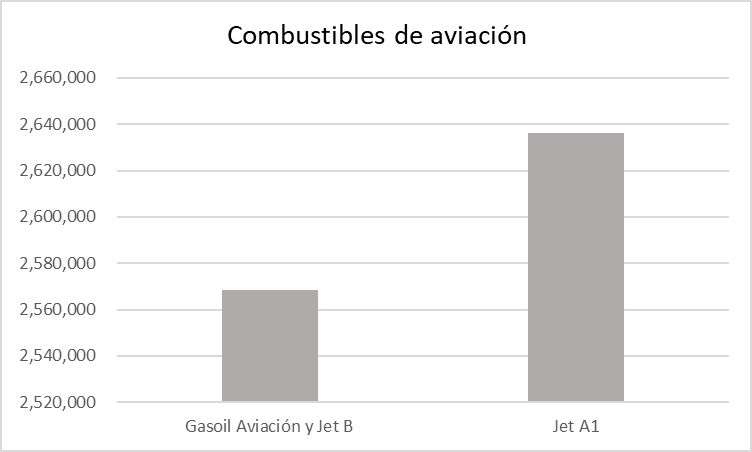 Combustibles de aviación
2,660,000
2,640,000
2,620,000
2,600,000
2,580,000
2,560,000
2,540,000
2,520,000
Gasoil Aviación y Jet B
Jet A1